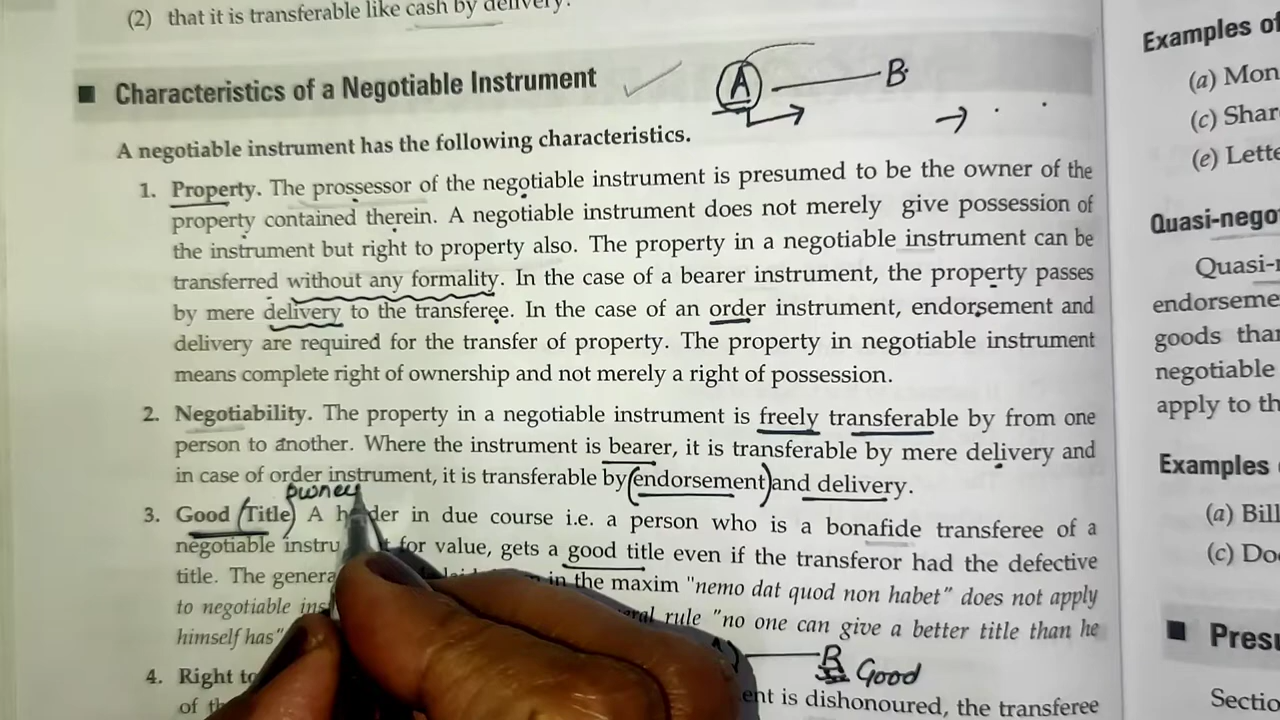 (2) that it is transferable like cash by delivery.
■ Characteristics of a Negotiable Instrument
A B
A negotiable instrument has the following characteristics.
1. Property. The prossessor of the negotiable instrument is presumed to be the owner of the
property contained therein. A negotiable instrument does not merely give possession of
the instrument but right to property also. The property in a negotiable instrument can be
transferred without any formality. In the case of a bearer instrument, the property passes
by mere delivery to the transferee. In the case of an order instrument, endorsement and
delivery are required for the transfer of property. The property in negotiable instrument
means complete right of ownership and not merely a right of possession.
2. Negotiability. The property in a negotiable instrument is freely transferable by from one
person to another. Where the instrument is bearer, it is transferable by mere delivery and
in case of order instrument, it is transferable by (endorsement) and delivery.
owner
3. Good (Title) A holder in due course i.e. a person who is a bonafide transferee of a
negotiable for value, gets a good title even if the transferor had the defective
title. The in the maxim "nemo dat quod non habet" does not apply
to negotiable rule "no one can give a better title than he
himself has"
B Good
4. Right
of is dishonoured, the transferee
Examples of
(a) Mon
(c) Shar
(e) Lette
Quasi-nego
Quasi-
endorseme
goods than
negotiable
apply to th
Examples
(a) Bill
(c) Do
■ Presu
Sectio